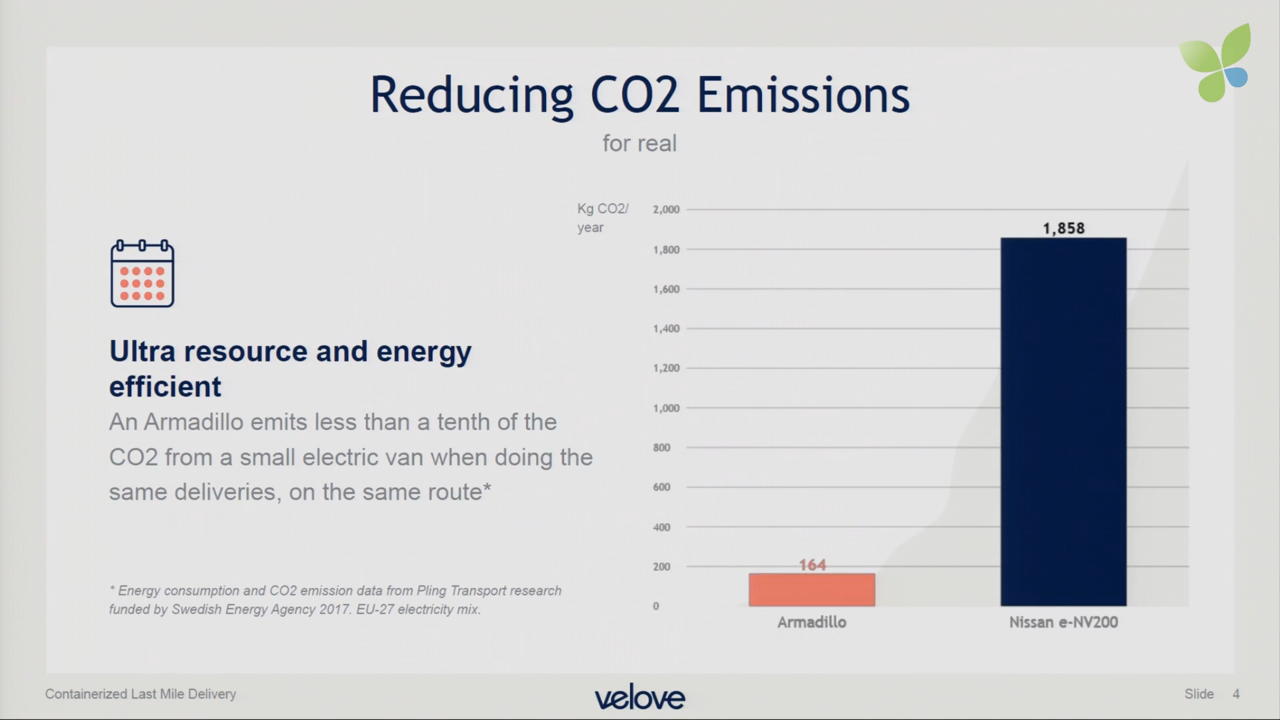 Reducing CO2 Emissions
for real
Ultra resource and energy
efficient
An Armadillo emits less than a tenth of the
CO2 from a small electric van when doing the
same deliveries, on the same route*
* Energy consumption and CO2 emission data from Pling Transport research
funded by Swedish Energy Agency 2017. EU-27 electricity mix.
Kg CO2/
year
2,000
1,800
1,600
1,400
1,200
1,000
800
600
400
200
0
164
1,858
Armadillo
Nissan e-NV200
Containerized Last Mile Delivery
velove
Slide 4